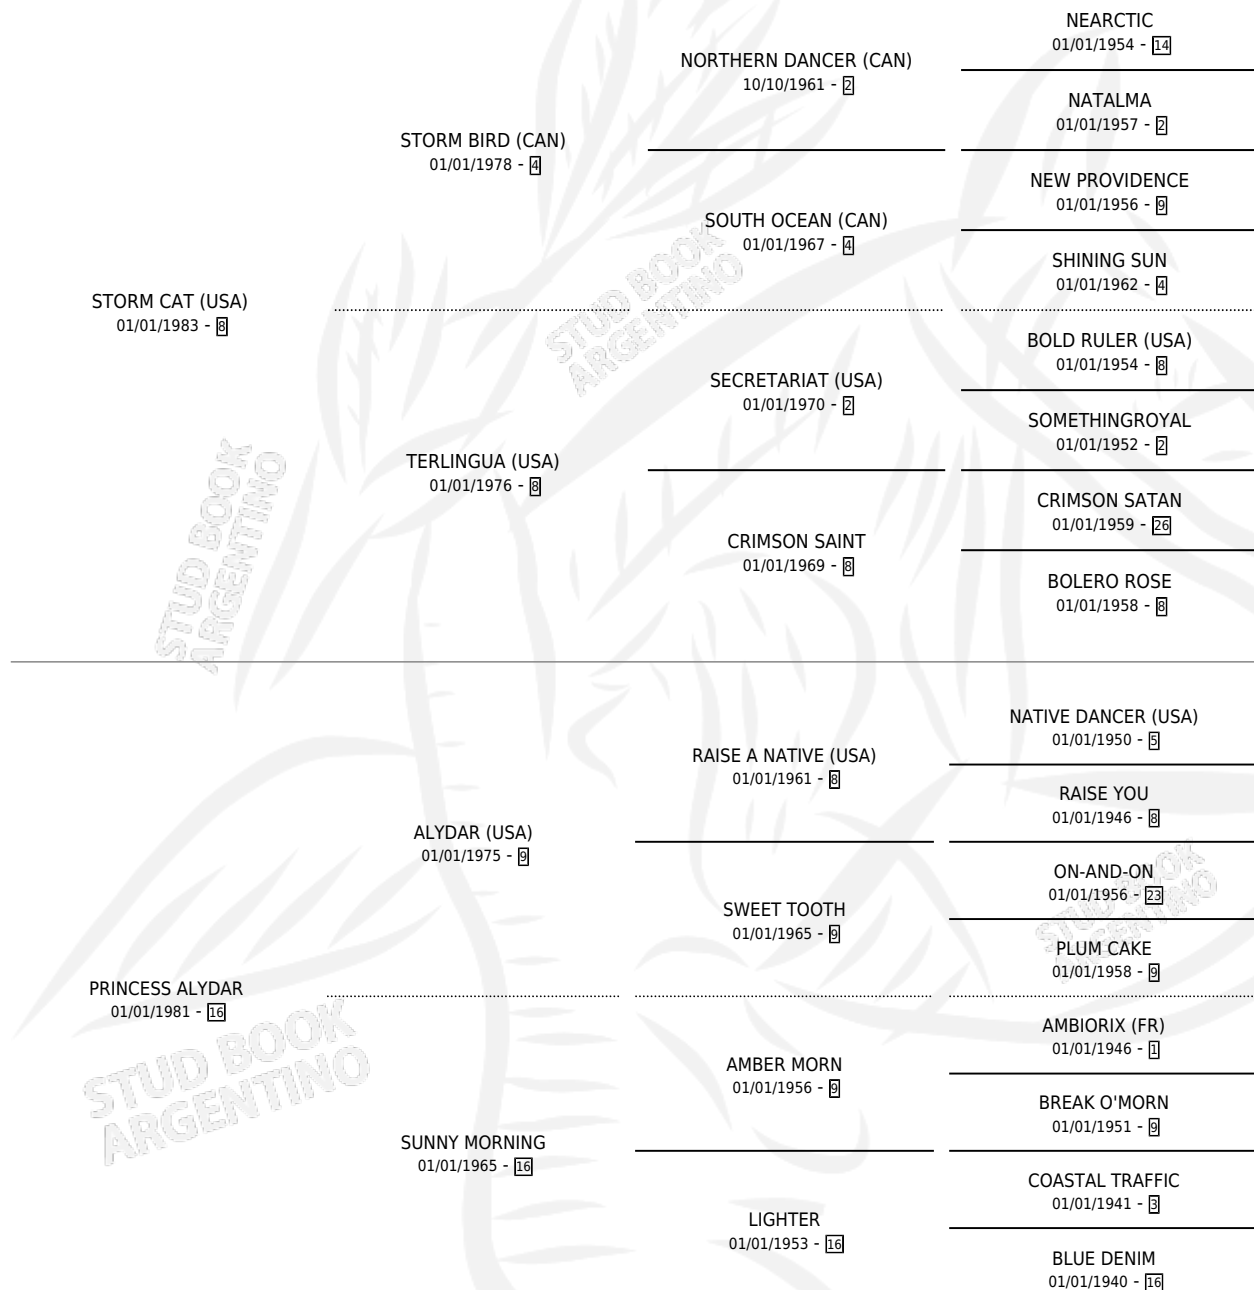 NEARCTIC
01/01/1954 - 14
NORTHERN DANCER (CAN)
10/10/1961 - 2
NATALMA
01/01/1957 - 2
STORM BIRD (CAN)
01/01/1978 - 4
NEW PROVIDENCE
01/01/1956 - 9
SOUTH OCEAN (CAN)
01/01/1967 - 4
SHINING SUN
01/01/1962 - 4
STORM CAT (USA)
01/01/1983 - 8
STUD BOOK
ARGENTINO
BOLD RULER (USA)
01/01/1954 - 8
SECRETARIAT (USA)
01/01/1970 - 2
SOMETHINGROYAL
01/01/1952 - 2
TERLINGUA (USA)
01/01/1976 - 8
CRIMSON SATAN
01/01/1959 - 26
CRIMSON SAINT
01/01/1969 - 8
BOLERO ROSE
01/01/1958 - 8
STUD BOOK
ARGENTINO
NATIVE DANCER (USA)
01/01/1950 - 5
RAISE A NATIVE (USA)
01/01/1961 - 8
RAISE YOU
01/01/1946 - 8
ALYDAR (USA)
01/01/1975 - 9
ON-AND-ON
01/01/1956 - 23
STUD BOOK
ARGENTINO
SWEET TOOTH
01/01/1965 - 9
PLUM CAKE
01/01/1958 - 9
PRINCESS ALYDAR
01/01/1981 - 16
STUD BOOK
ARGENTINO
AMBIORIX (FR)
01/01/1946 - 1
AMBER MORN
01/01/1956 - 9
BREAK O'MORN
01/01/1951 - 9
SUNNY MORNING
01/01/1965 - 16
COASTAL TRAFFIC
01/01/1941 - 3
LIGHTER
01/01/1953 - 16
BLUE DENIM
01/01/1940 - 16